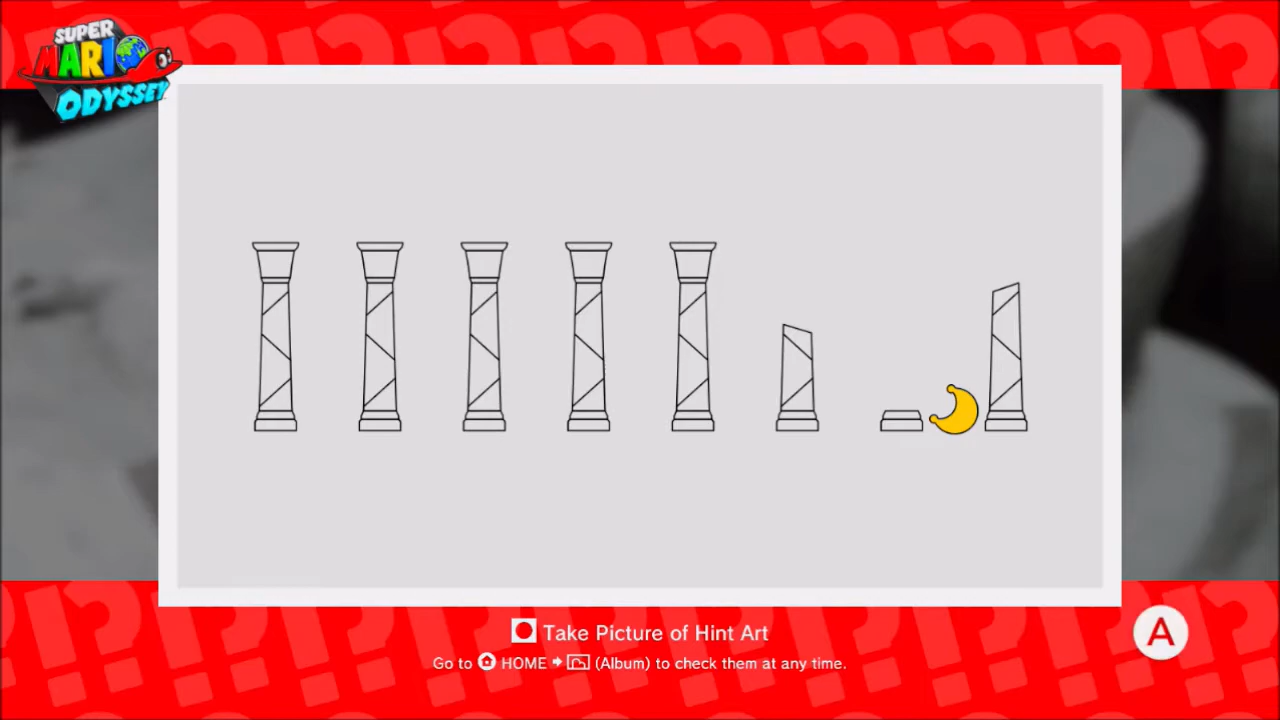 SUPER
MARIO
ODYSSEY
Take Picture of Hint Art
Go to HOME → (Album) to check them at any time.
A